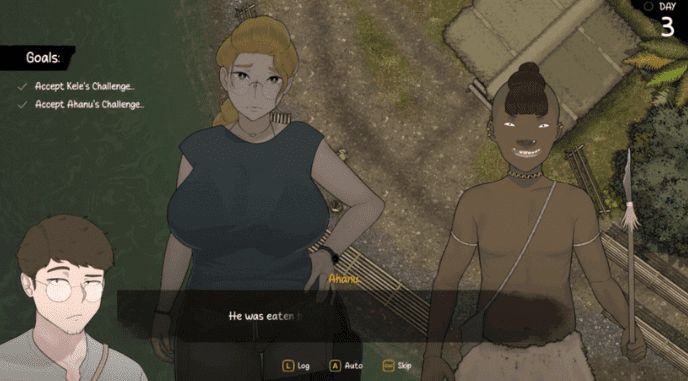 DAY
3
Goals:
Accept Kele's Challenge..
Accept Ahanu's Challenge..
Ahanu
He was eaten
L Log
A Auto
Skip